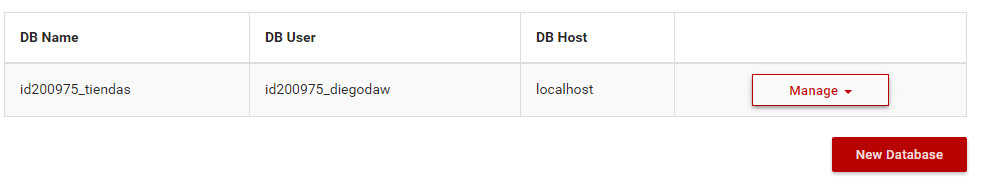 DB Name DB User DB Host
id200975_tiendas id200975_diegodaw localhost Manage
New Database